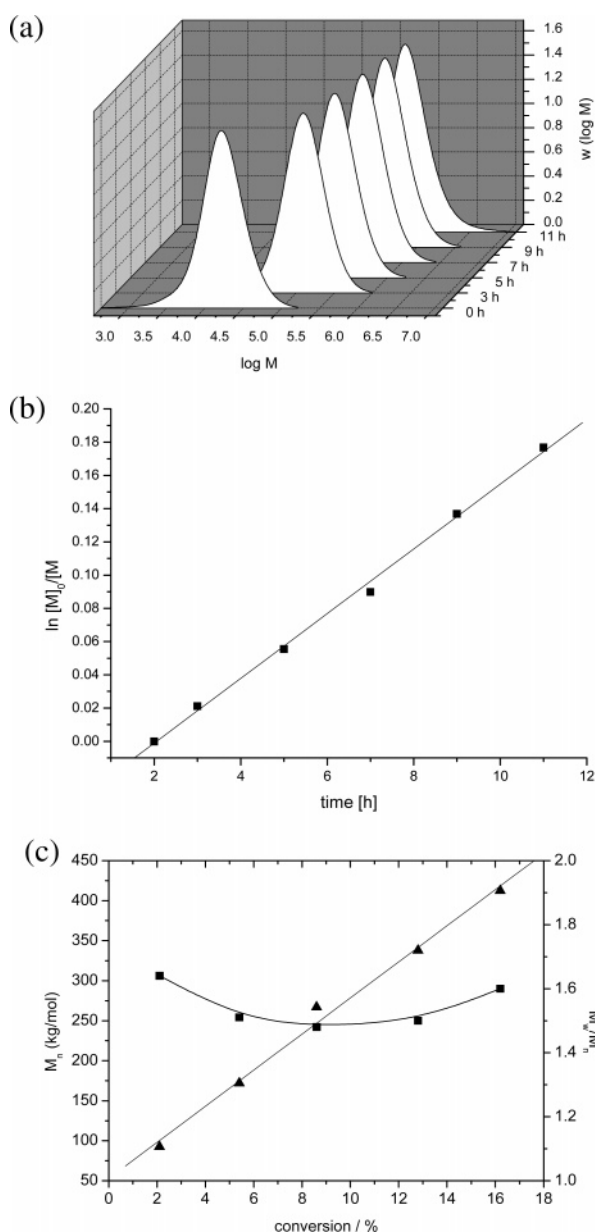 (a)
1.6
1.4
1.2
1.0
0.8
0.6
0.4
0.2
0.0
w (log M)
11 h
9 h
7 h
5 h
3 h
0 h
3.0 3.5 4.0 4.5 5.0 5.5 6.0 6.5 7.0
log M
(b)
0.20
0.18
0.16
0.14
0.12
0.10
0.08
0.06
0.04
0.02
0.00
ln [M]0/[M
2 4 6 8 10 12
time [h]
(c)
450
400
350
300
250
200
150
100
50
Mn (kg/mol)
2.0
1.8
1.6
1.4
1.2
1.0
Mw/Mn
0 2 4 6 8 10 12 14 16 18
conversion / %